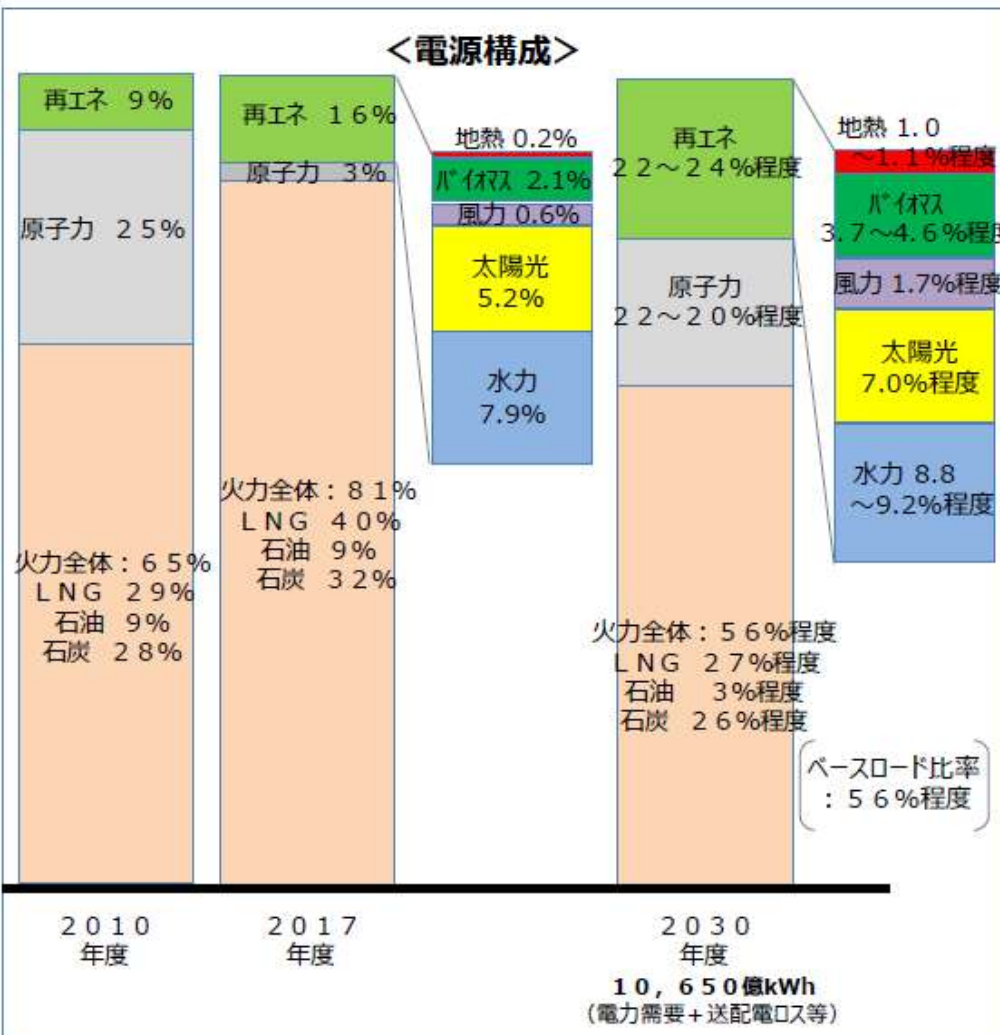 ＜電源構成＞
再エネ ９%
原子力 ２５%
火力全体：６５%
ＬＮＧ ２９%
石油 ９%
石炭 ２８%
再エネ １６%
原子力 ３%
火力全体：８１%
ＬＮＧ ４０%
石油 ９%
石炭 ３２%
地熱 0.2%
ﾊﾞｲｵﾏｽ 2.1%
風力 0.6%
太陽光
5.2%
水力
7.9%
再エネ
２２～２４%程度
原子力
２２～２０%程度
火力全体：５６%程度
ＬＮＧ ２７%程度
石油 ３%程度
石炭 ２６%程度
地熱 1.0
～1.1%程度
ﾊﾞｲｵﾏｽ
3.7～4.6%程度
風力 1.7%程度
太陽光
7.0%程度
水力 8.8
～9.2%程度
ベースロード比率
：５６%程度
２０１０
年度
２０１７
年度
２０３０
年度
１０，６５０億kWh
（電力需要＋送配電ロス等）